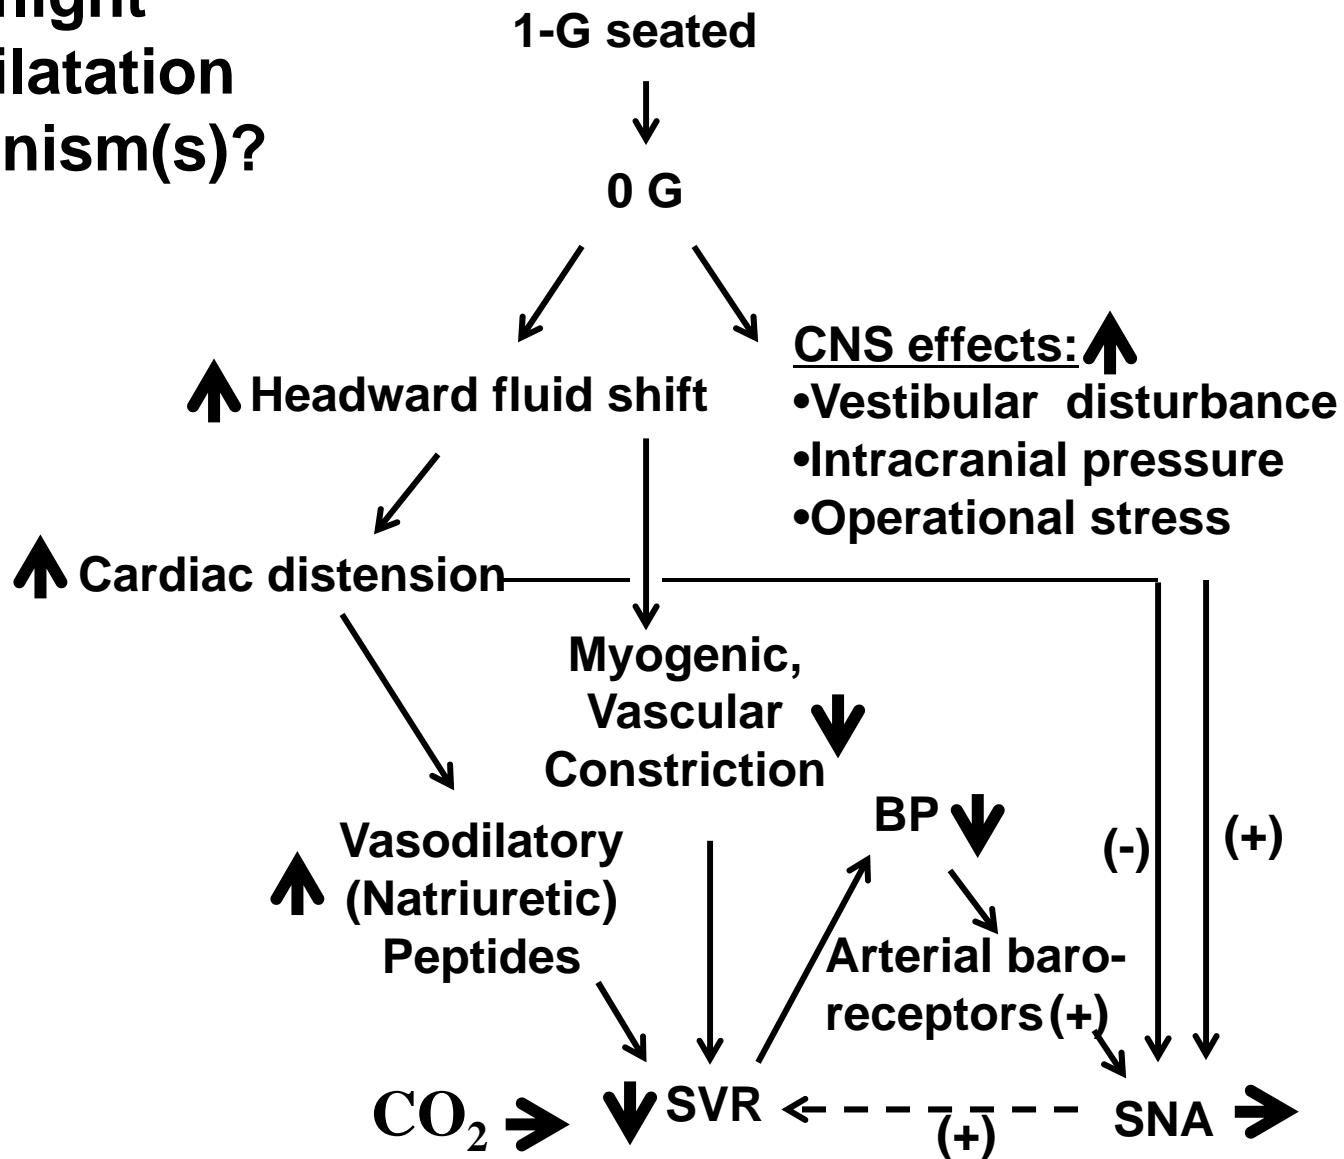 1-G seated
ilatation
nism(s)?
0 G
CNS effects:
•Vestibular disturbance
•Intracranial pressure
•Operational stress
Headward fluid shift
Cardiac distension
Myogenic,
Vascular
Constriction
BP
(-)
(+)
Vasodilatory
(Natriuretic)
Peptides
Arterial baro-
receptors (+)
CO₂
SVR
(+)
SNA